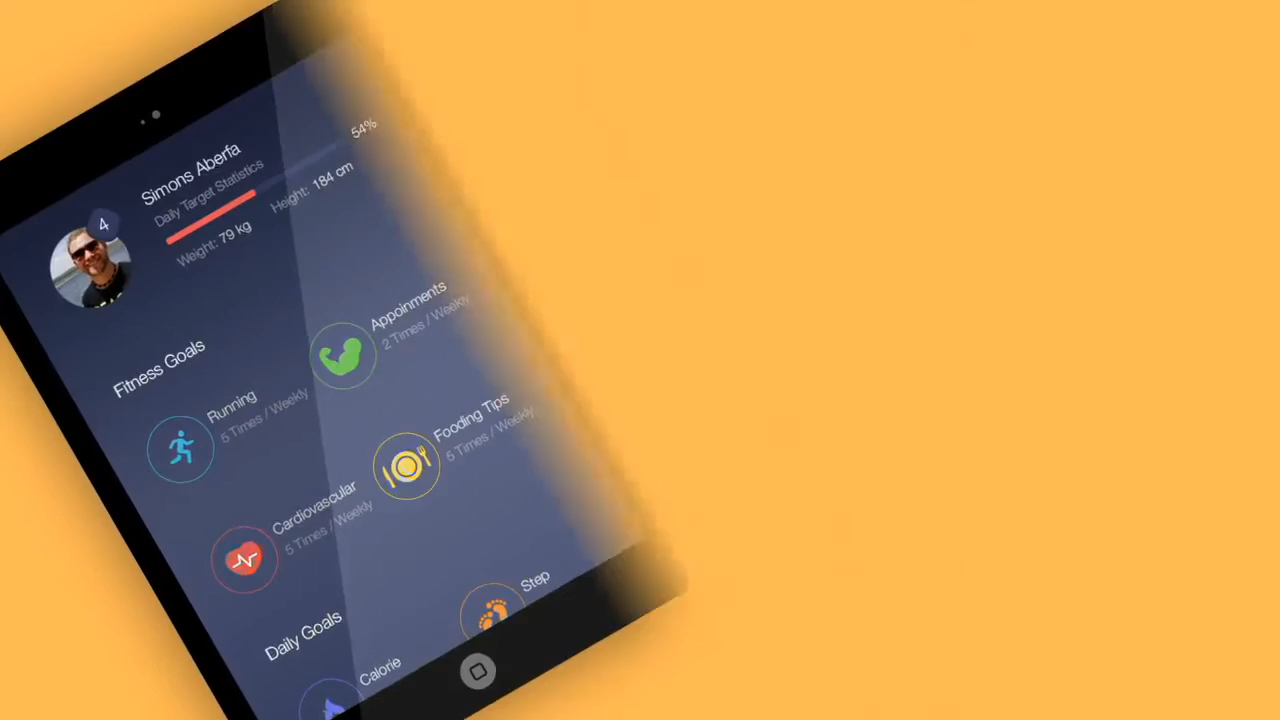 4
Simons Aberfa
Daily Target Statistics
54%
Weight: 79 kg
Height: 184 cm
Fitness Goals
Running
5 Times / Weekly
Appoinments
2 Times / Weekly
Cardiovascular
5 Times / Weekly
Fooding Tips
5 Times / Weekly
Daily Goals
Calorie
Step